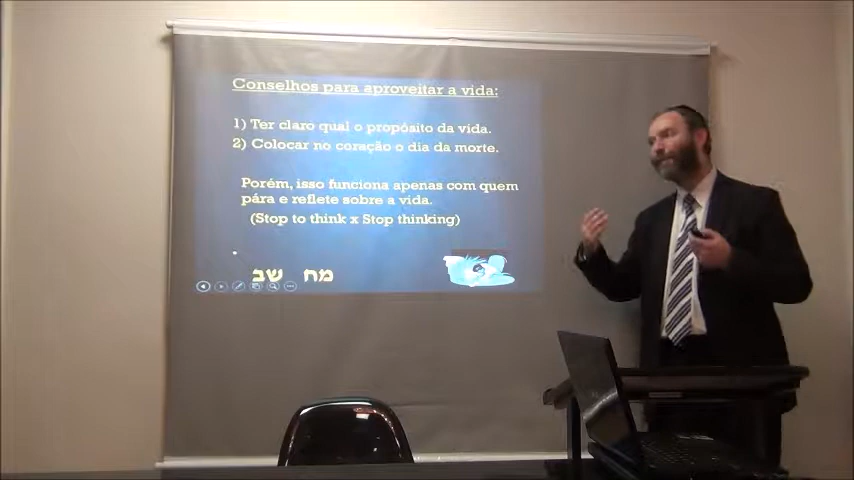 Conselhos para aproveitar a vida:
1) Ter claro qual o propósito da vida.
2) Colocar no coração o dia da morte.
Porém, isso funciona apenas com quem
pára e reflete sobre a vida.
(Stop to think x Stop thinking)
מח שב